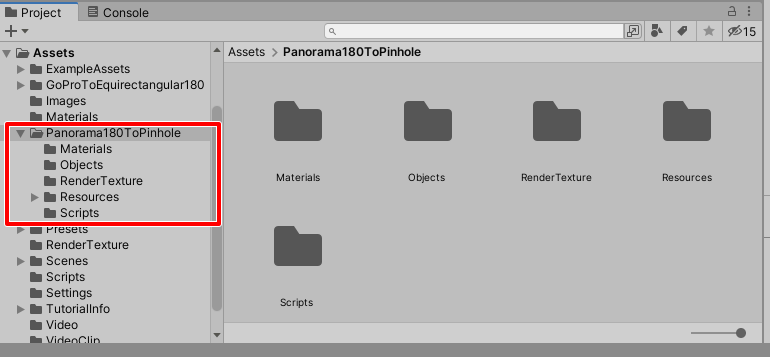 Project
Console
15
Assets
ExampleAssets
GoProToEquirectangular180
Images
Materials
Panorama180ToPinhole
Materials
Objects
RenderTexture
Resources
Scripts
Presets
RenderTexture
Scenes
Scripts
Settings
TutorialInfo
Video
VideoClip
Assets > Panorama180ToPinhole
Materials
Objects
RenderTexture
Resources
Scripts